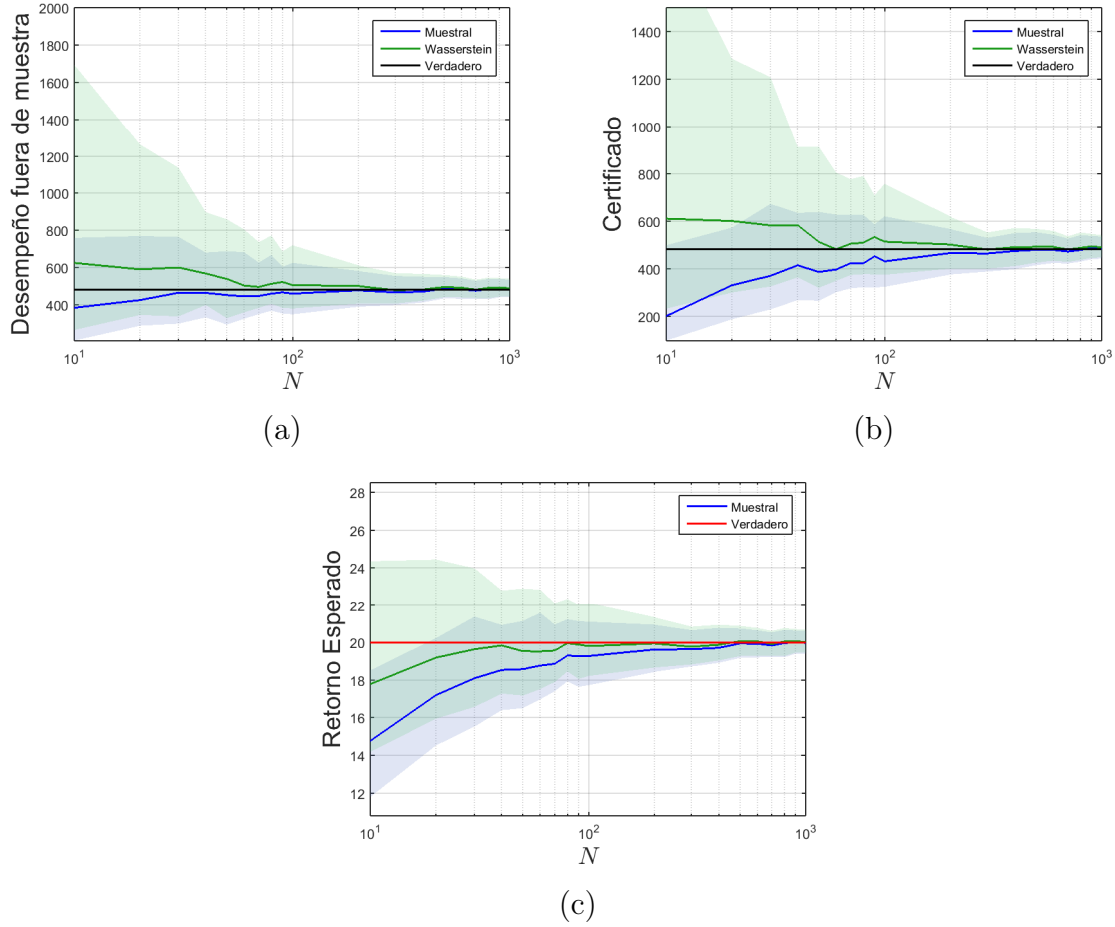 Desempeño fuera de muestra
2000
1800
1600
1400
1200
1000
800
600
400
10^1
10^2
10^3
N
Muestral
Wasserstein
Verdadero
(a)
Certificado
1400
1200
1000
800
600
400
200
10^1
10^2
10^3
N
Muestral
Wasserstein
Verdadero
(b)
Retorno Esperado
28
26
24
22
20
18
16
14
12
10^1
10^2
10^3
N
Muestral
Verdadero
(c)